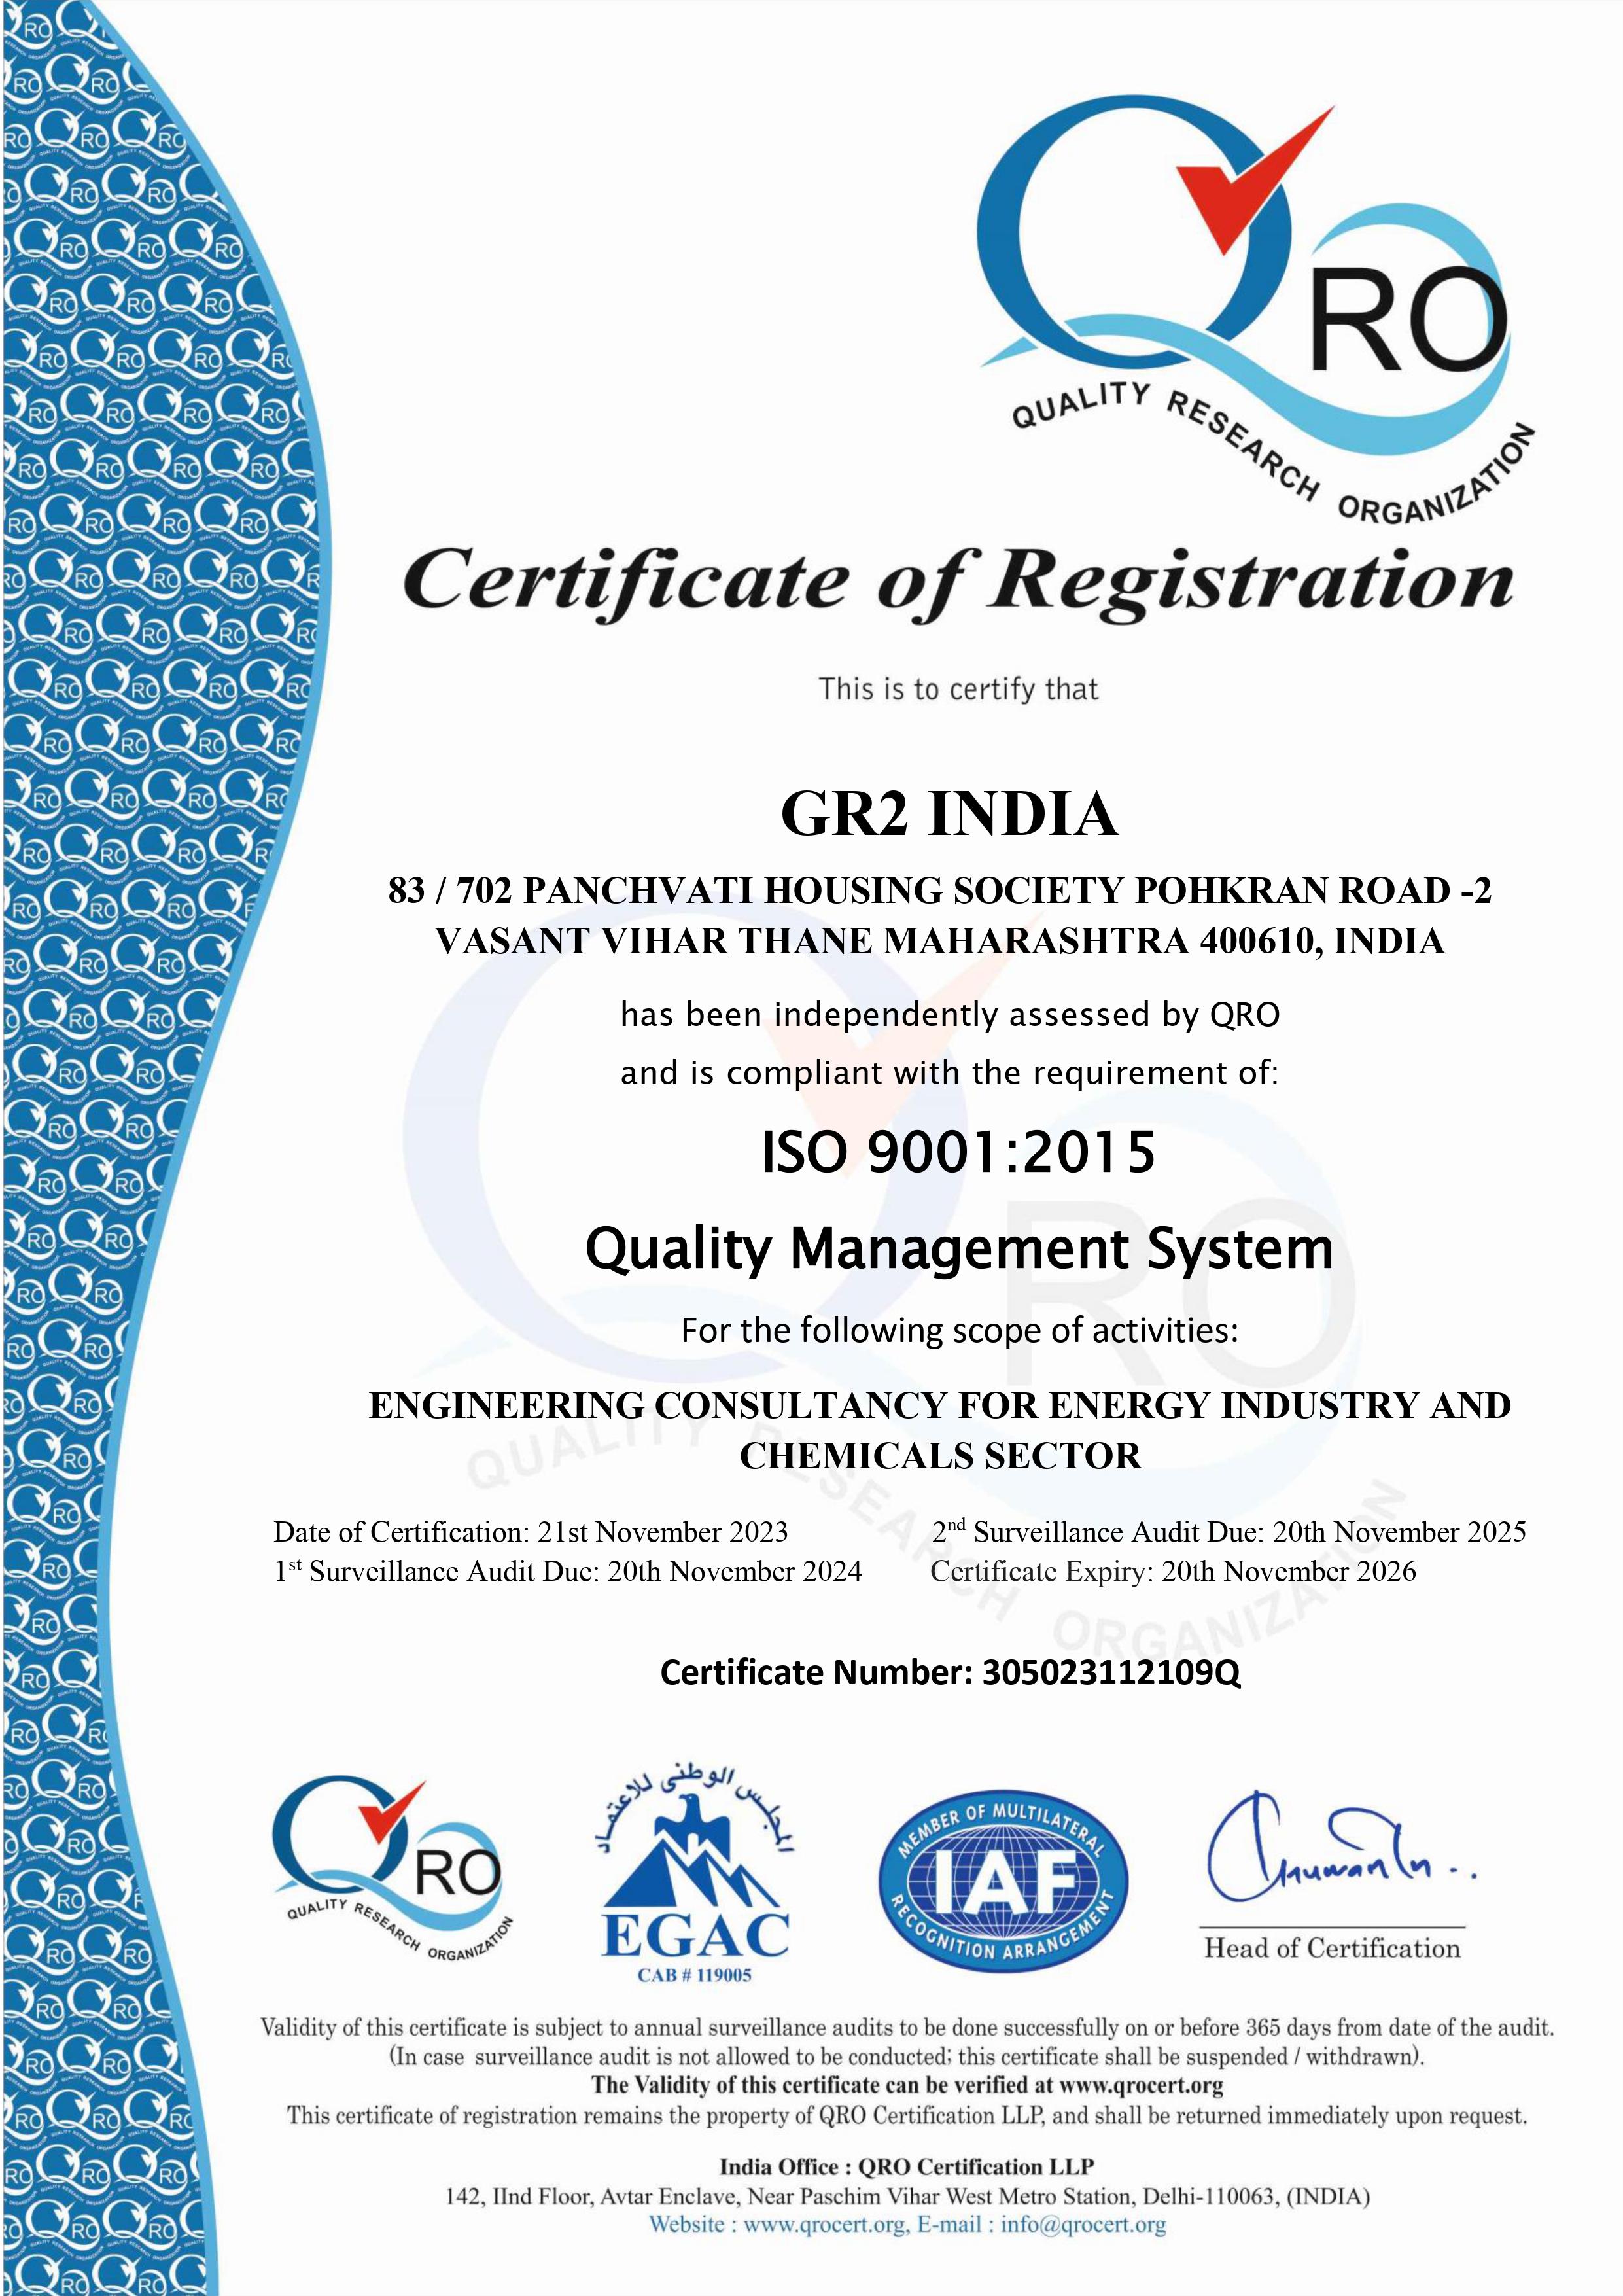 QRO
QUALITY RESEARCH ORGANIZATION
Certificate of Registration
This is to certify that
GR2 INDIA
83 / 702 PANCHVATI HOUSING SOCIETY POHKRAN ROAD -2
VASANT VIHAR THANE MAHARASHTRA 400610, INDIA
has been independently assessed by QRO
and is compliant with the requirement of:
ISO 9001:2015
Quality Management System
For the following scope of activities:
ENGINEERING CONSULTANCY FOR ENERGY INDUSTRY AND
CHEMICALS SECTOR
Date of Certification: 21st November 2023
2nd Surveillance Audit Due: 20th November 2025
1st Surveillance Audit Due: 20th November 2024
Certificate Expiry: 20th November 2026
Certificate Number: 305023112109Q
QRO
QUALITY RESEARCH ORGANIZATION
المجلس الوطنى للاعتماد
EGAC
CAB # 119005
MEMBER OF MULTILATERAL
IAF
RECOGNITION ARRANGEMENT
Head of Certification
Validity of this certificate is subject to annual surveillance audits to be done successfully on or before 365 days from date of the audit.
(In case surveillance audit is not allowed to be conducted; this certificate shall be suspended / withdrawn).
The Validity of this certificate can be verified at www.qrocert.org
This certificate of registration remains the property of QRO Certification LLP, and shall be returned immediately upon request.
India Office : QRO Certification LLP
142, IInd Floor, Avtar Enclave, Near Paschim Vihar West Metro Station, Delhi-110063, (INDIA)
Website : www.qrocert.org, E-mail : info@qrocert.org